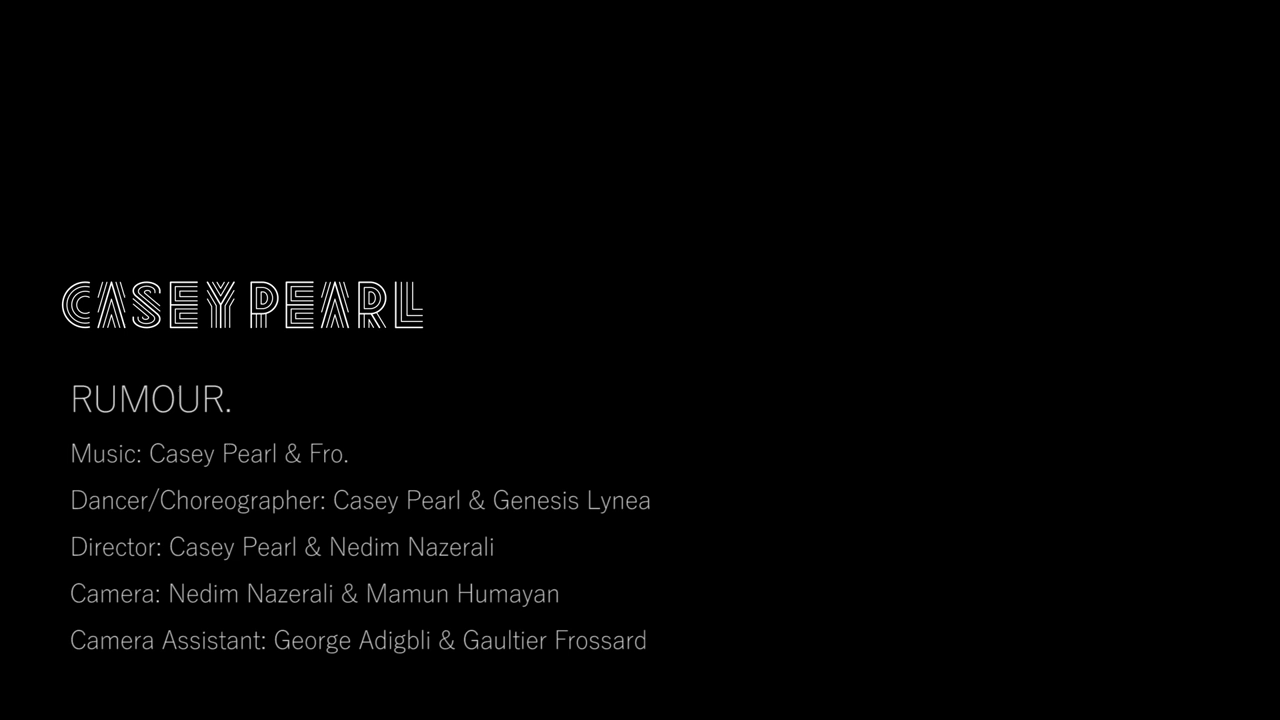 CASEY PEARL
RUMOUR.
Music: Casey Pearl & Fro.
Dancer/Choreographer: Casey Pearl & Genesis Lynea
Director: Casey Pearl & Nedim Nazerali
Camera: Nedim Nazerali & Mamun Humayan
Camera Assistant: George Adigbli & Gaultier Frossard